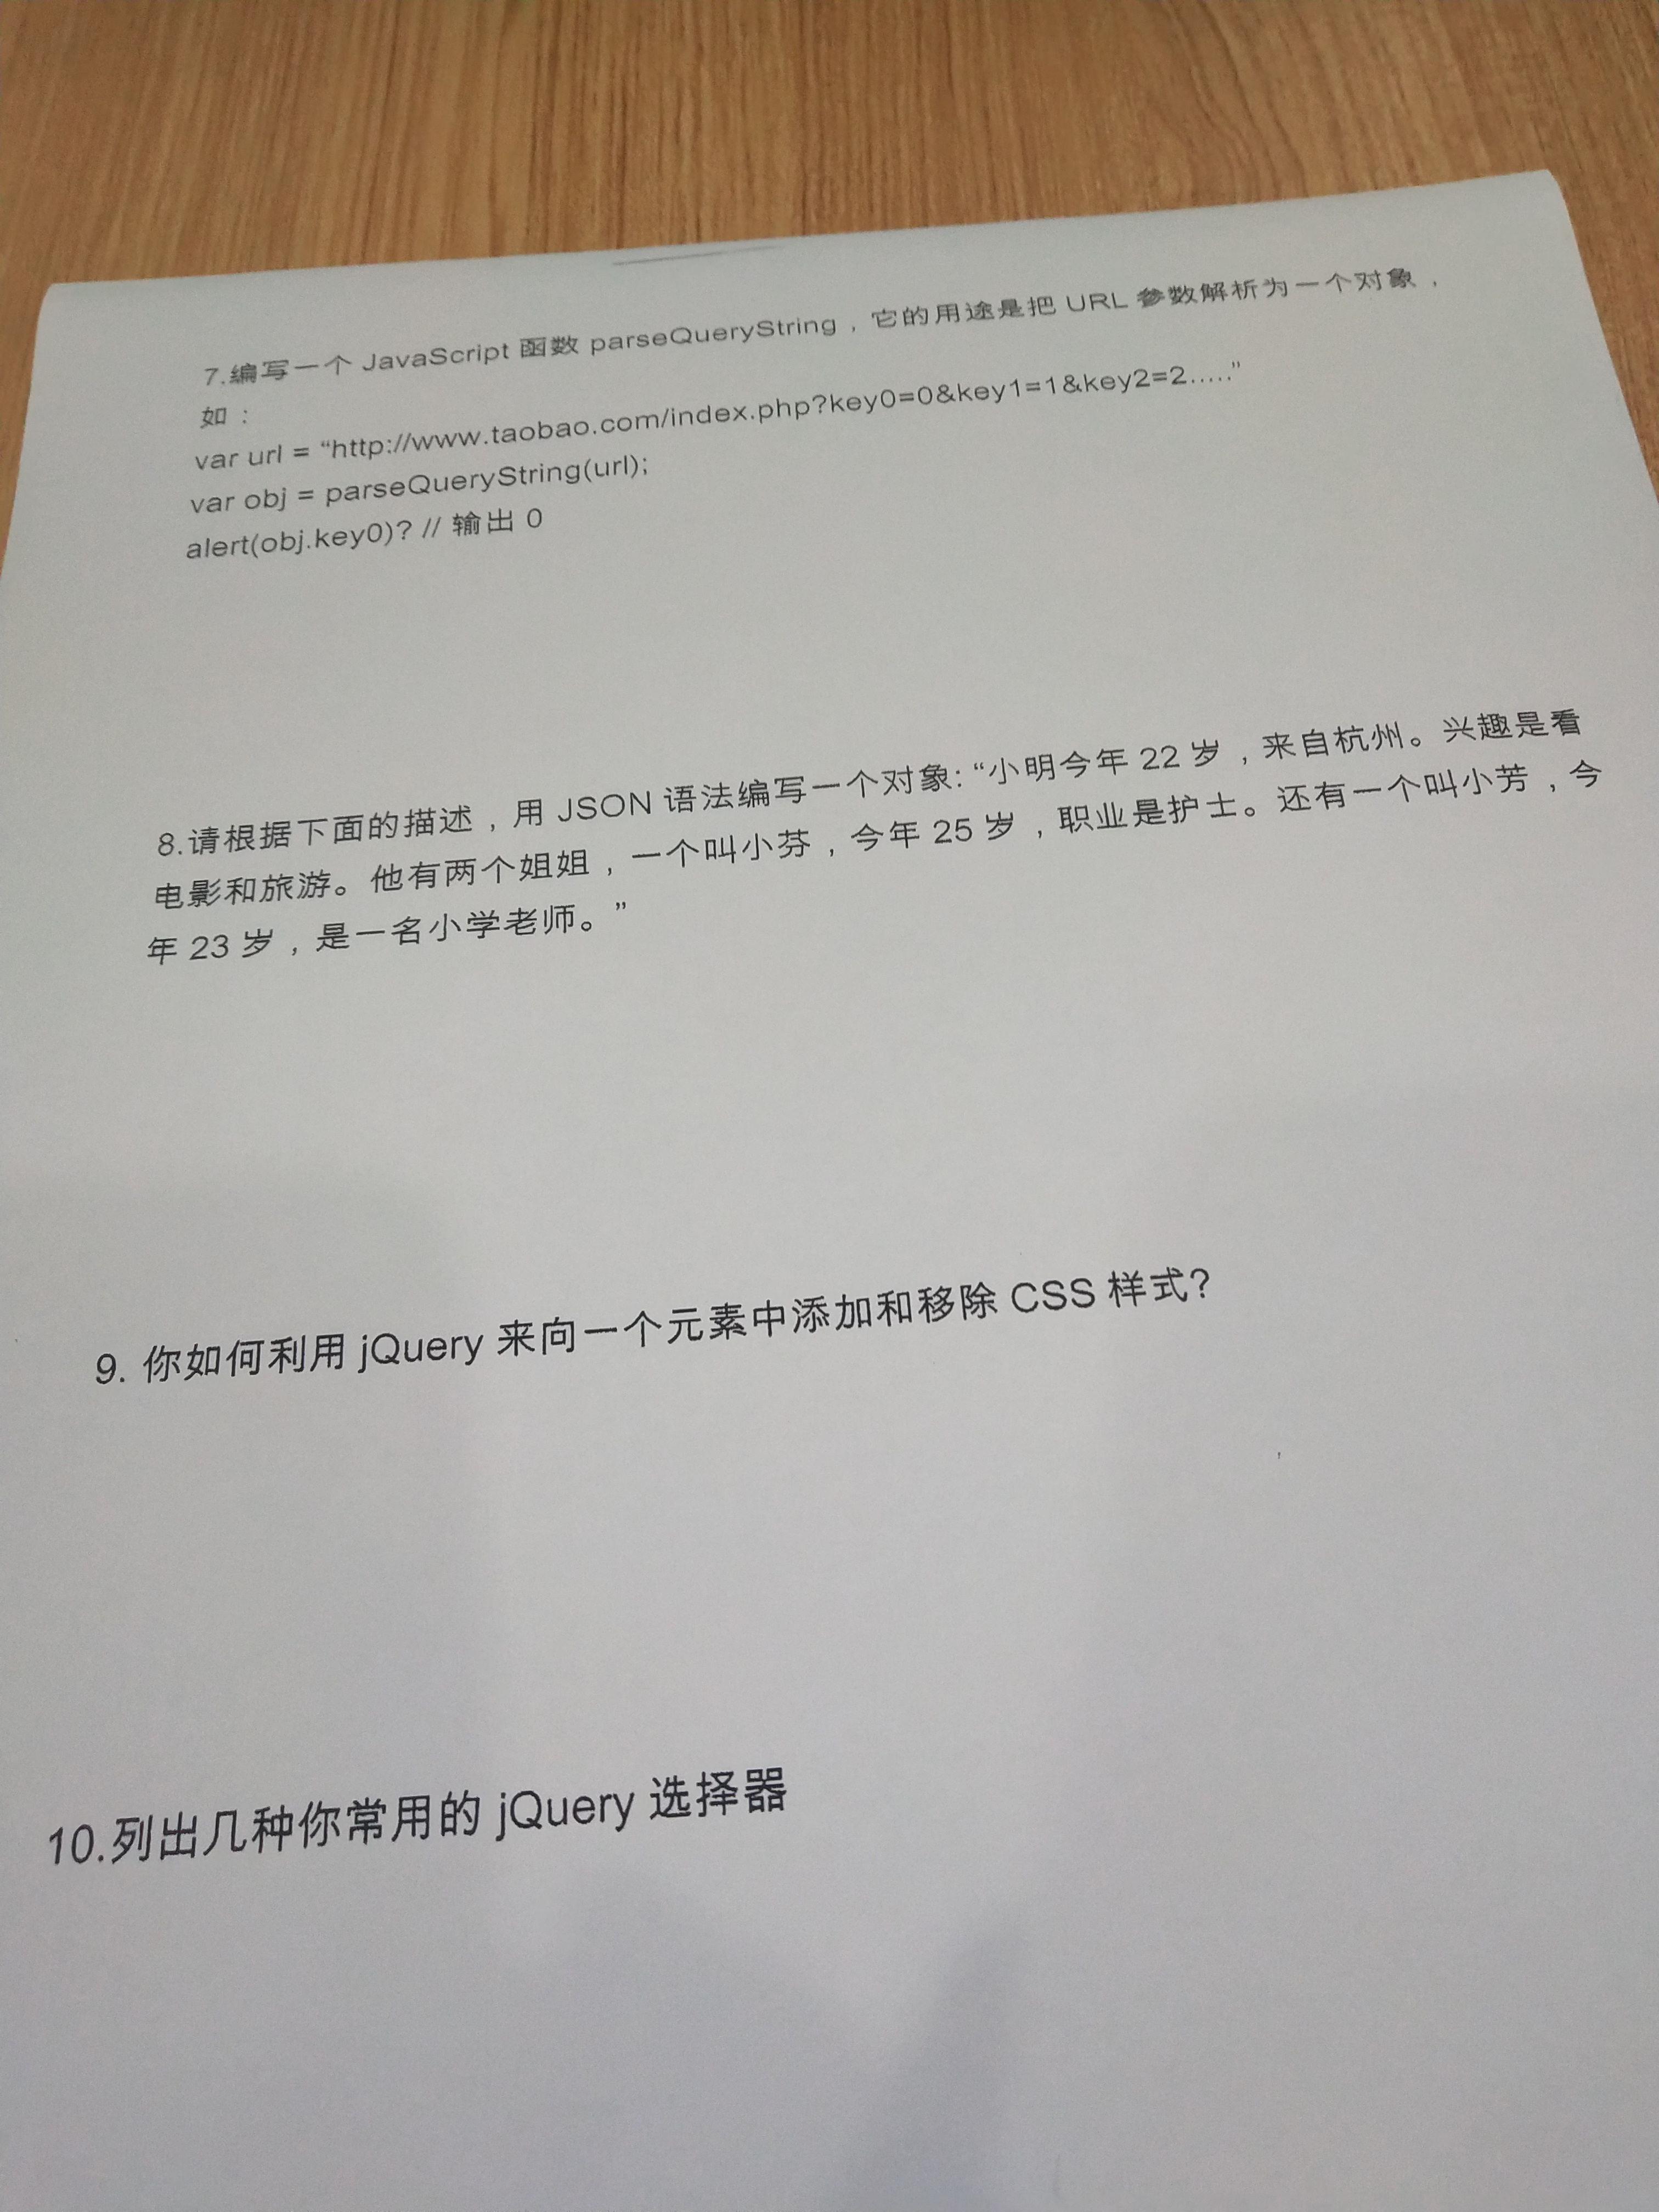 7.编写一个 JavaScript 函数 parseQueryString，它的用途是把 URL 参数解析为一个对象，
如：
var url = “http://www.taobao.com/index.php?key0=0&key1=1&key2=2.....”
var obj = parseQueryString(url);
alert(obj.key0)? // 输出 0
8.请根据下面的描述，用 JSON 语法编写一个对象: “小明今年 22 岁，来自杭州。兴趣是看
电影和旅游。他有两个姐姐，一个叫小芬，今年 25 岁，职业是护士。还有一个叫小芳，今
年 23 岁，是一名小学老师。”
9. 你如何利用 jQuery 来向一个元素中添加和移除 CSS 样式?
10.列出几种你常用的 jQuery 选择器